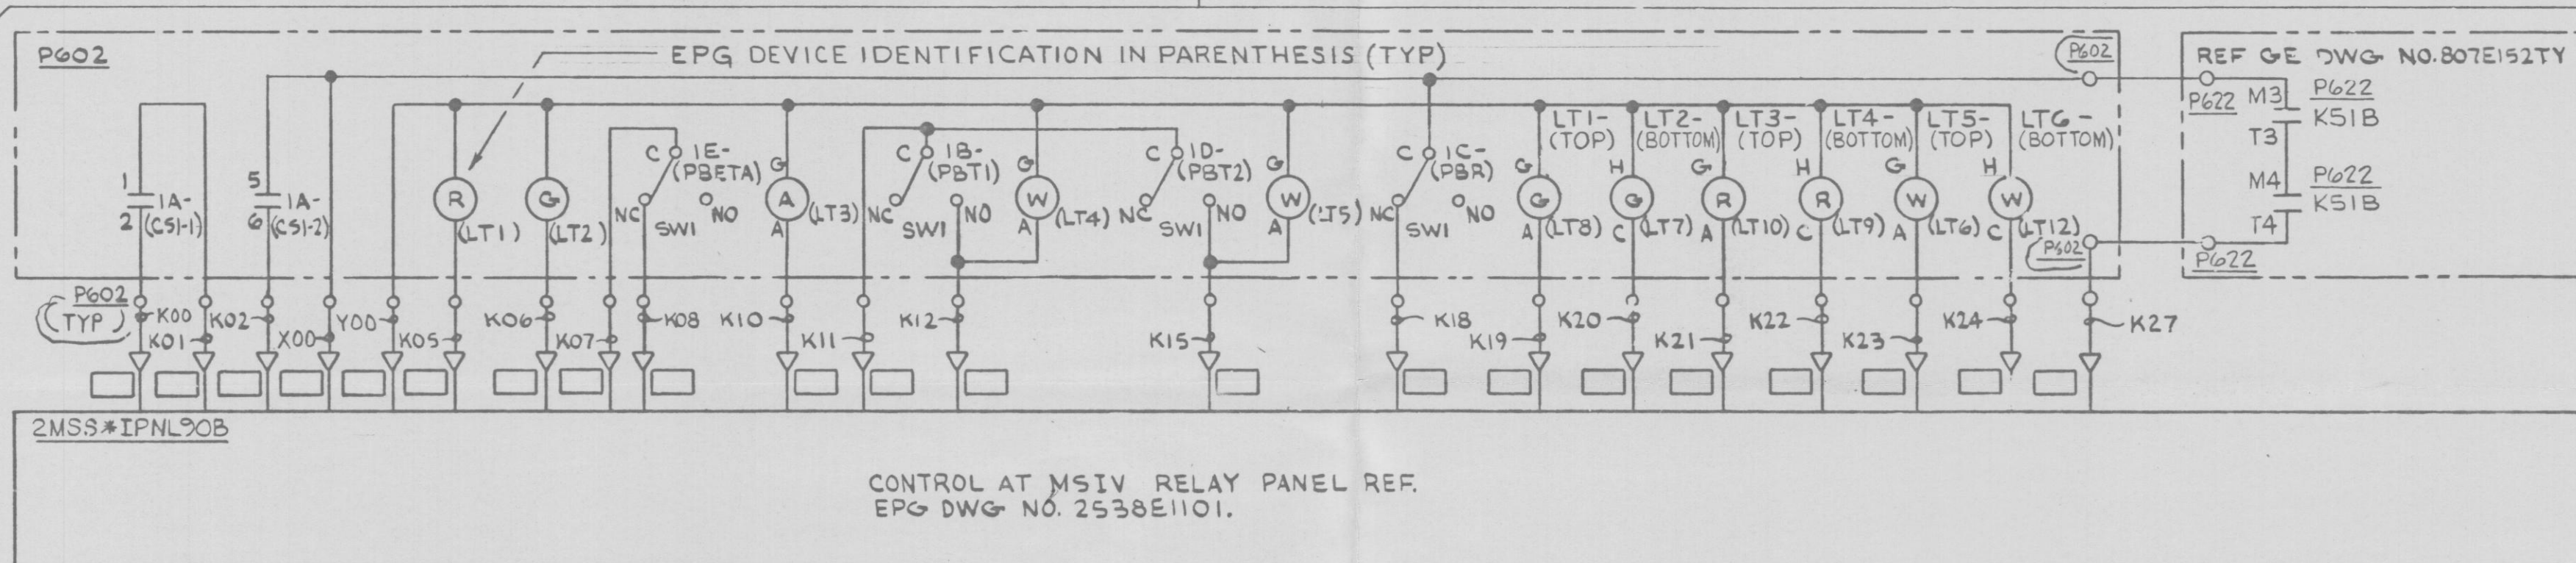 P602
EPG DEVICE IDENTIFICATION IN PARENTHESIS (TYP)
P602
REF GE DWG NO.807E152TY
P622
M3
P622
K51B
T3
M4
P622
K51B
T4
P622
1
2
1A-
(CS1-1)
5
6
1A-
(CS1-2)
R
(LT1)
G
(LT2)
C
1E-
(PBETA)
NC
NO
SW1
G
A
A
(LT3)
C
1B-
(PBT1)
NC
NO
SW1
G
W
A
(LT4)
C
1D-
(PBT2)
NC
NO
SW1
G
W
A
(LT5)
C
1C-
(PBR)
NC
NO
SW1
LT1-
(TOP)
G
G
A
(LT8)
LT2-
(BOTTOM)
H
G
C
(LT7)
LT3-
(TOP)
G
R
A
(LT10)
LT4-
(BOTTOM)
H
R
C
(LT9)
LT5-
(TOP)
G
W
A
(LT6)
LT6-
(BOTTOM)
H
W
C
(LT12)
P602
P602
(TYP)
K00
K01
K02
X00
Y00
K05
K06
K07
K08
K10
K11
K12
K15
K18
K19
K20
K21
K22
K23
K24
K27
2MSS*IPNL90B
CONTROL AT MSIV RELAY PANEL REF.
EPG DWG NO. 2538E1101.